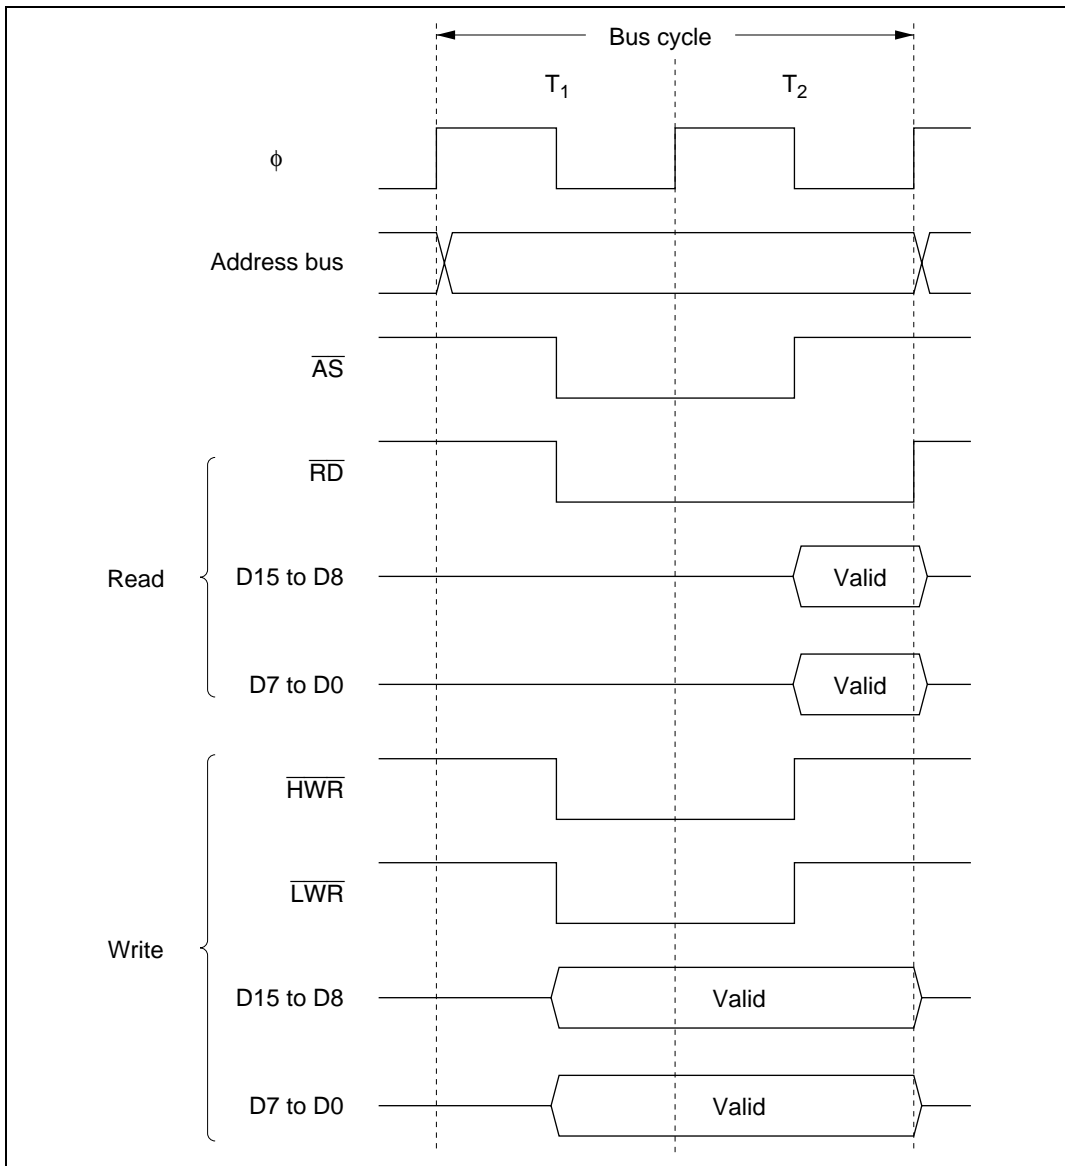 Bus cycle
T1 T2
ϕ
Address bus
AS
RD
Read
D15 to D8 Valid
D7 to D0 Valid
HWR
LWR
Write
D15 to D8 Valid
D7 to D0 Valid